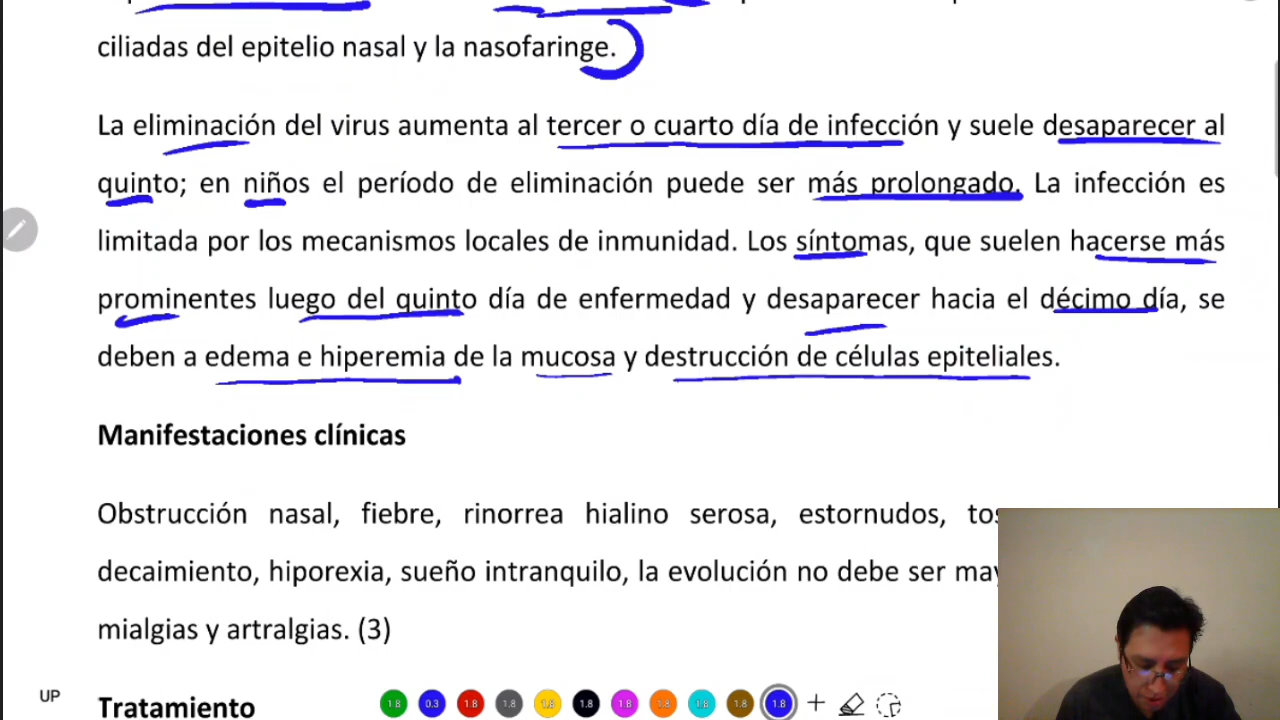 ciliadas del epitelio nasal y la nasofaringe.
La eliminación del virus aumenta al tercer o cuarto día de infección y suele desaparecer al
quinto; en niños el período de eliminación puede ser más prolongado. La infección es
limitada por los mecanismos locales de inmunidad. Los síntomas, que suelen hacerse más
prominentes luego del quinto día de enfermedad y desaparecer hacia el décimo día, se
deben a edema e hiperemia de la mucosa y destrucción de células epiteliales.
Manifestaciones clínicas
Obstrucción nasal, fiebre, rinorrea hialino serosa, estornudos, tos
decaimiento, hiporexia, sueño intranquilo, la evolución no debe ser may
mialgias y artralgias. (3)
Tratamiento
UP 1.8 0.3 1.8 1.8 1.8 1.8 1.8 1.8 1.8 1.8 1.8